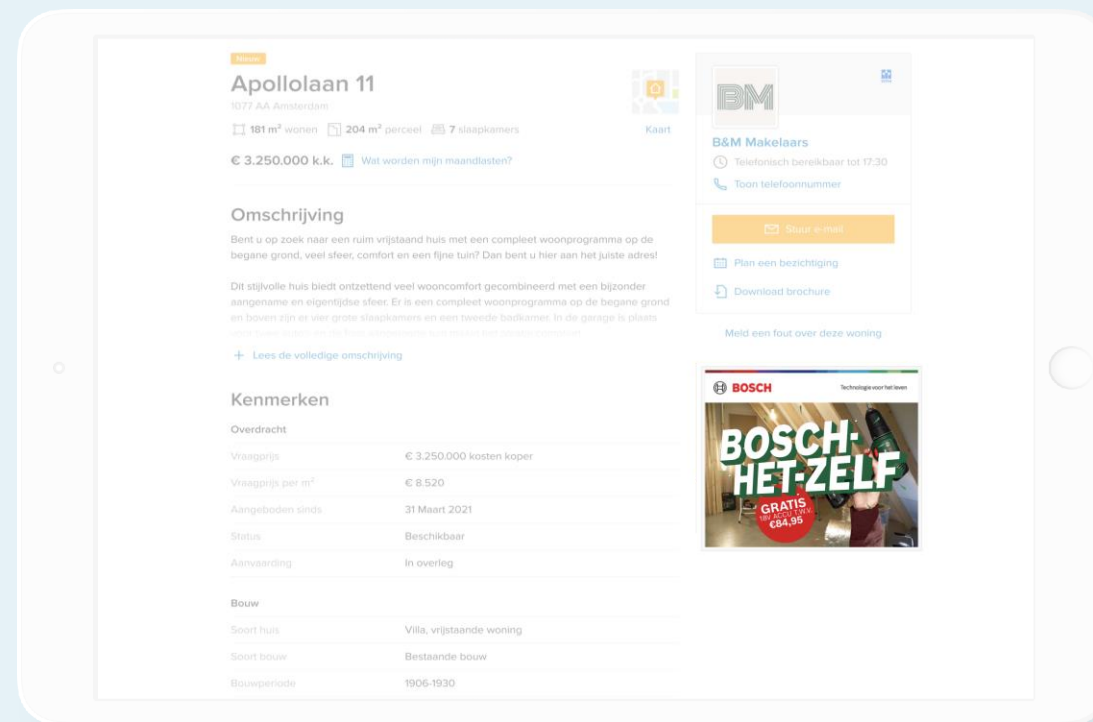 Nieuw
Apollolaan 11
1077 AA Amsterdam
181 m² wonen 204 m² perceel 7 slaapkamers
Kaart
€ 3.250.000 k.k. Wat worden mijn maandlasten?
Omschrijving
Bent u op zoek naar een ruim vrijstaand huis met een compleet woonprogramma op de
begane grond, veel sfeer, comfort en een fijne tuin? Dan bent u hier aan het juiste adres!
Dit stijlvolle huis biedt ontzettend veel wooncomfort gecombineerd met een bijzonder
aangename en eigentijdse sfeer. Er is een compleet woonprogramma op de begane grond
en boven zijn er vier grote slaapkamers en een tweede badkamer. In de garage is plaats
+ Lees de volledige omschrijving
Kenmerken
Overdracht
Vraagprijs € 3.250.000 kosten koper
Vraagprijs per m² € 8.520
Aangeboden sinds 31 Maart 2021
Status Beschikbaar
Aanvaarding In overleg
Bouw
Soort huis Villa, vrijstaande woning
Soort bouw Bestaande bouw
Bouwperiode 1906-1930
BM
B&M Makelaars
Telefonisch bereikbaar tot 17:30
Toon telefoonnummer
Stuur e-mail
Plan een bezichtiging
Download brochure
Meld een fout over deze woning
BOSCH
Technologie voor het leven
BOSCH-
HET-ZELF
GRATIS
18V ACCU T.W.V.
€84,95